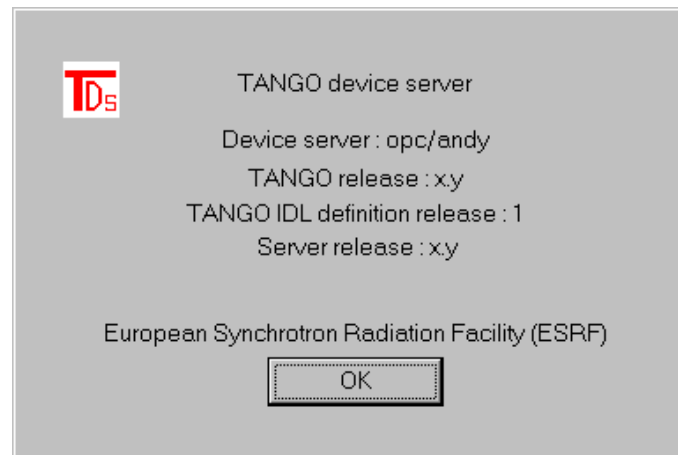 TDs
TANGO device server
Device server : opc/andy
TANGO release : x.y
TANGO IDL definition release : 1
Server release : x.y
European Synchrotron Radiation Facility (ESRF)
OK